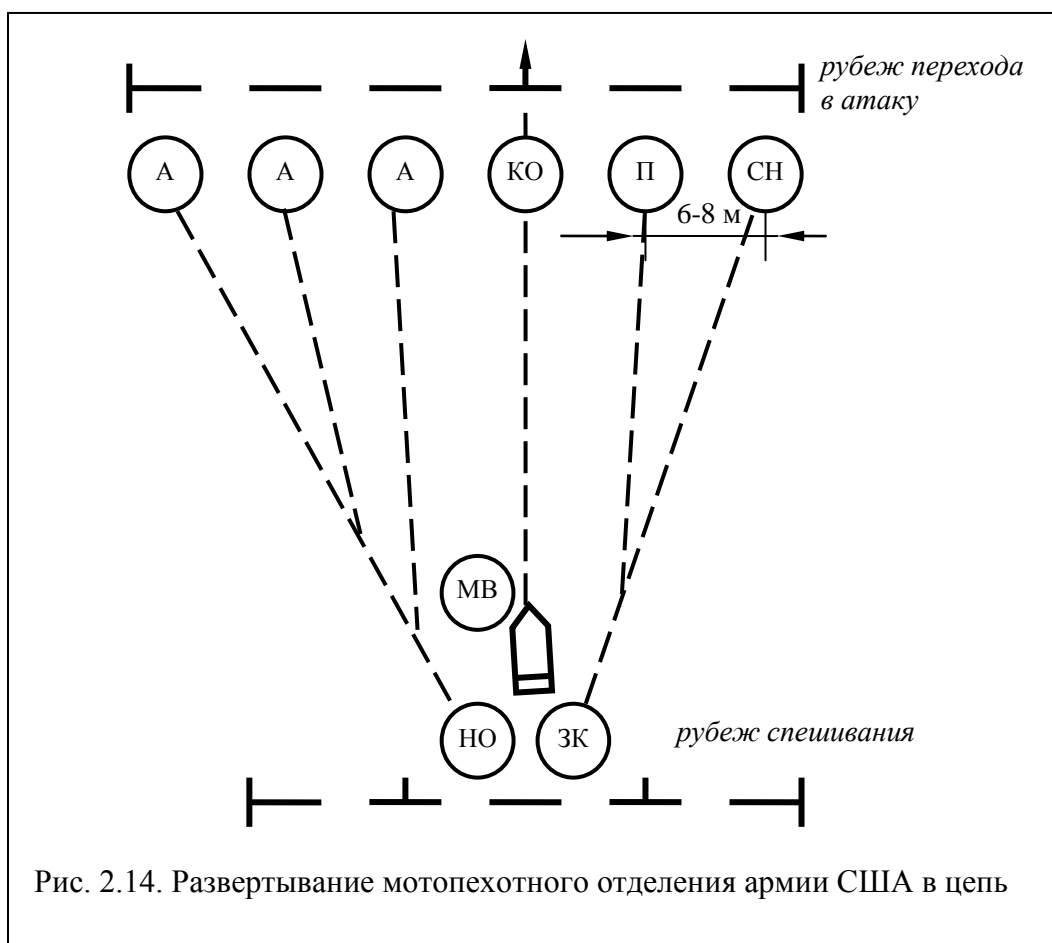 рубеж перехода
в атаку
А А А КО П СН
6-8 м
МВ
НО ЗК рубеж спешивания
Рис. 2.14. Развертывание мотопехотного отделения армии США в цепь